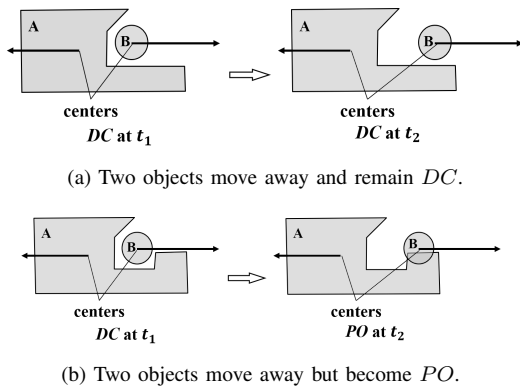 A B A B
centers centers
DC at t₁ DC at t₂
(a) Two objects move away and remain DC.
A B A B
centers centers
DC at t₁ PO at t₂
(b) Two objects move away but become PO.